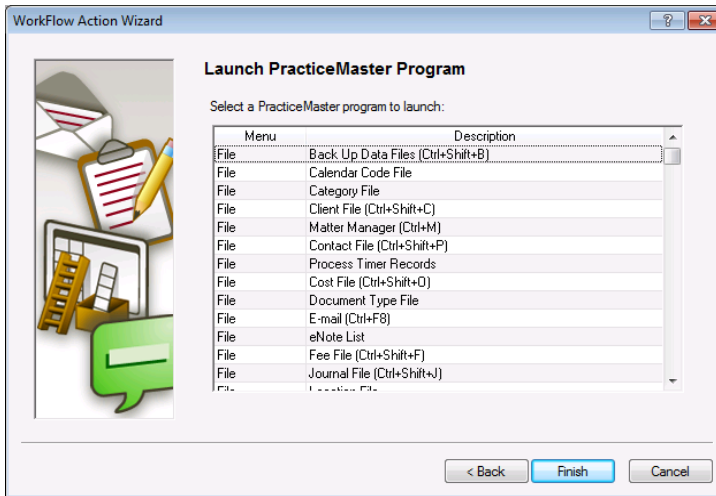 WorkFlow Action Wizard
Launch PracticeMaster Program
Select a PracticeMaster program to launch:
Menu Description
File Back Up Data Files (Ctrl+Shift+B)
File Calendar Code File
File Category File
File Client File (Ctrl+Shift+C)
File Matter Manager (Ctrl+M)
File Contact File (Ctrl+Shift+P)
File Process Timer Records
File Cost File (Ctrl+Shift+O)
File Document Type File
File E-mail (Ctrl+F8)
File eNote List
File Fee File (Ctrl+Shift+F)
File Journal File (Ctrl+Shift+J)
File Location File
< Back Finish Cancel